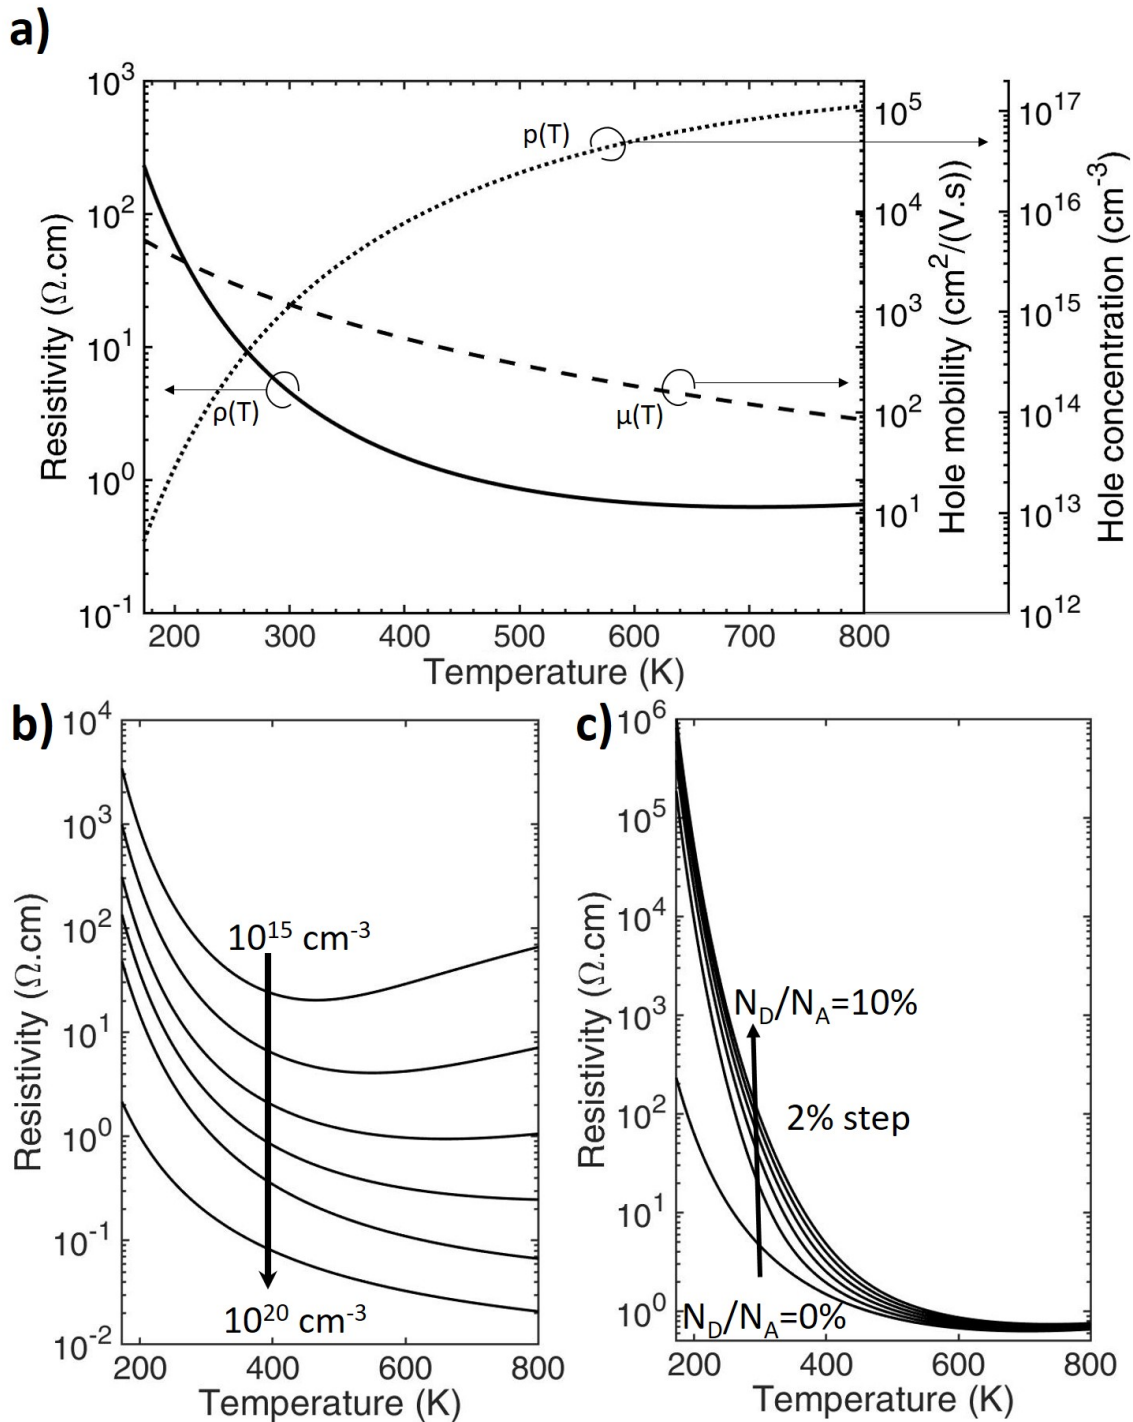 a)
10^3
10^2
10^1
10^0
10^-1
Resistivity (Ω.cm)
p(T)
ρ(T)
μ(T)
10^5
10^4
10^3
10^2
10^1
Hole mobility (cm^2/(V.s))
10^17
10^16
10^15
10^14
10^13
10^12
Hole concentration (cm^-3)
200 300 400 500 600 700 800
Temperature (K)
b)
10^4
10^3
10^2
10^1
10^0
10^-1
10^-2
Resistivity (Ω.cm)
10^15 cm^-3
10^20 cm^-3
200 400 600 800
Temperature (K)
c)
10^6
10^5
10^4
10^3
10^2
10^1
10^0
Resistivity (Ω.cm)
N_D/N_A=10%
2% step
N_D/N_A=0%
200 400 600 800
Temperature (K)